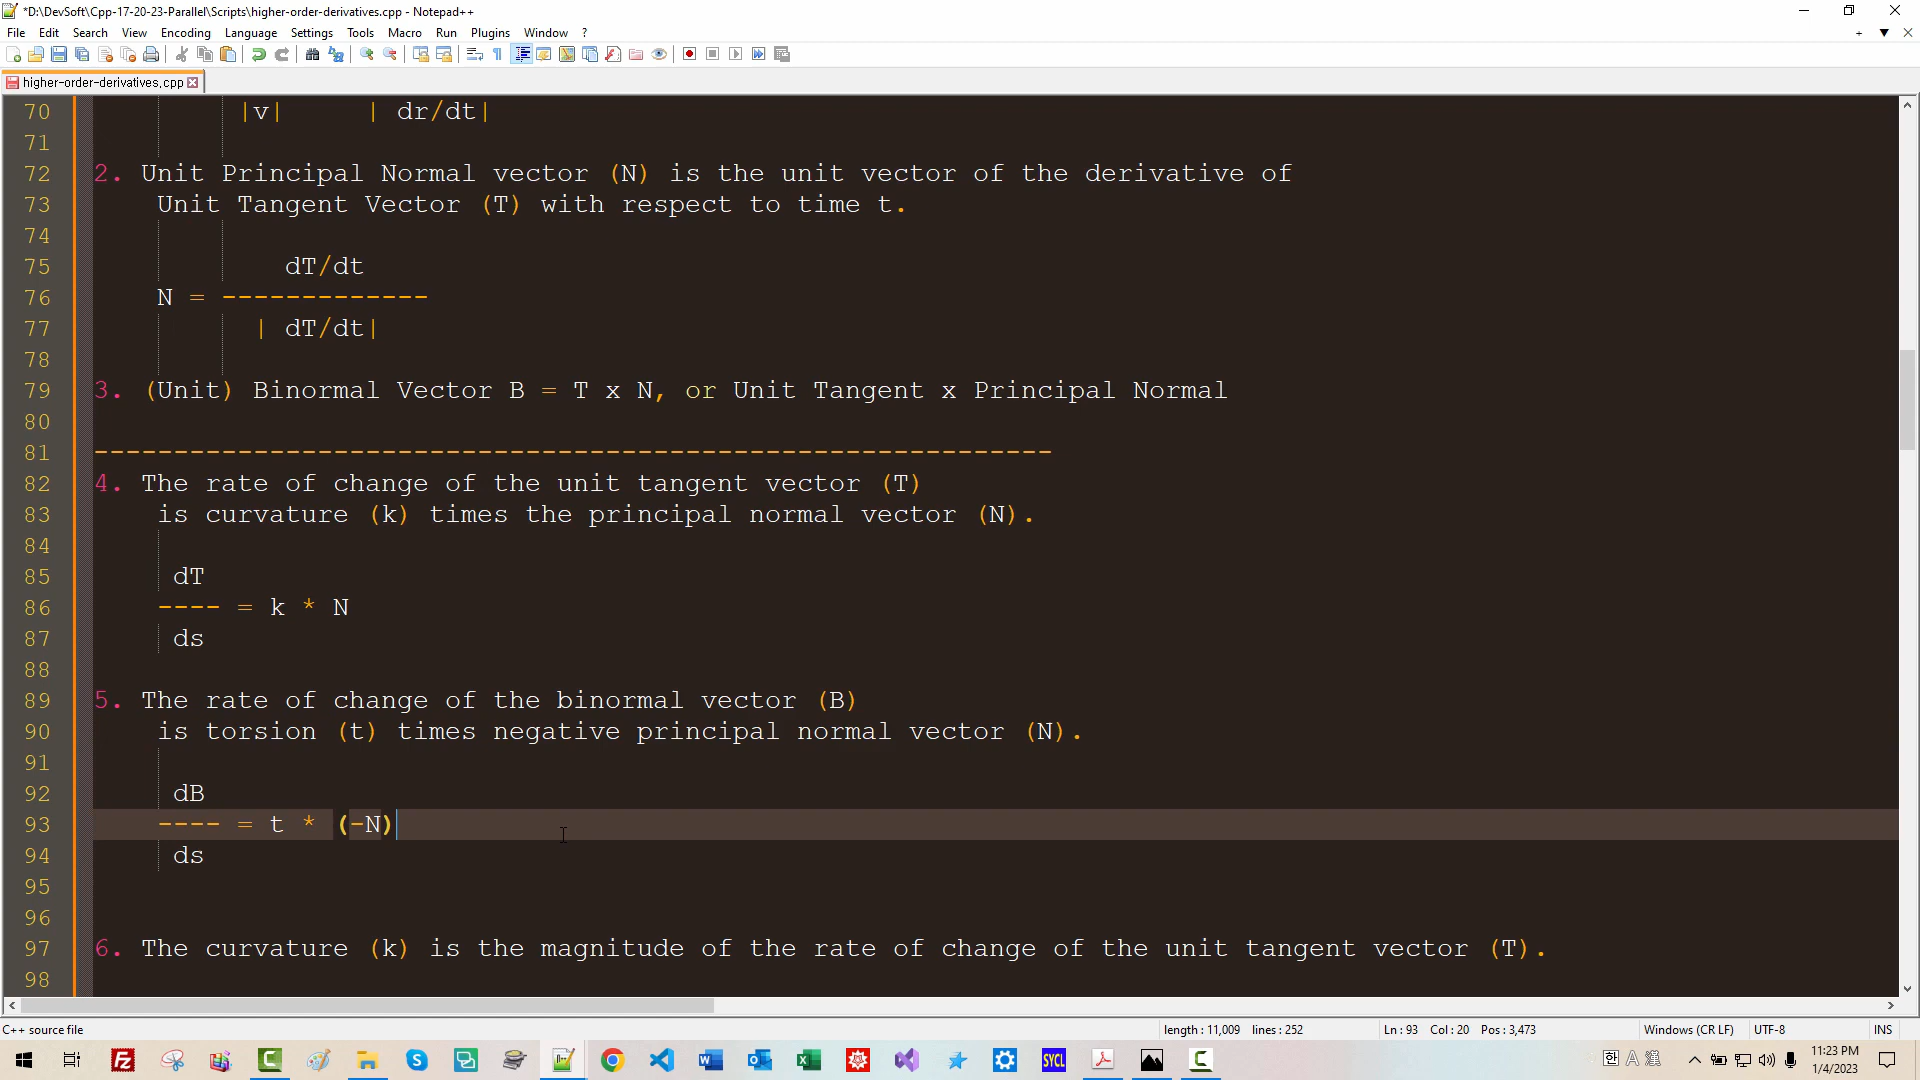 *D:\DevSoft\Cpp-17-20-23-Parallel\Scripts\higher-order-derivatives.cpp - Notepad++
File Edit Search View Encoding Language Settings Tools Macro Run Plugins Window ?
higher-order-derivatives.cpp
70 |v| | dr/dt|
71
72 2. Unit Principal Normal vector (N) is the unit vector of the derivative of
73 Unit Tangent Vector (T) with respect to time t.
74
75 dT/dt
76 N = -------------
77 | dT/dt|
78
79 3. (Unit) Binormal Vector B = T x N, or Unit Tangent x Principal Normal
80
81 ------------------------------------------------------------
82 4. The rate of change of the unit tangent vector (T)
83 is curvature (k) times the principal normal vector (N).
84
85 dT
86 ---- = k * N
87 ds
88
89 5. The rate of change of the binormal vector (B)
90 is torsion (t) times negative principal normal vector (N).
91
92 dB
93 ---- = t * (-N)
94 ds
95
96
97 6. The curvature (k) is the magnitude of the rate of change of the unit tangent vector (T).
98
C++ source file length : 11,009 lines : 252 Ln : 93 Col : 20 Pos : 3,473 Windows (CR LF) UTF-8 INS
SYCL 한 A 漢 11:23 PM
1/4/2023